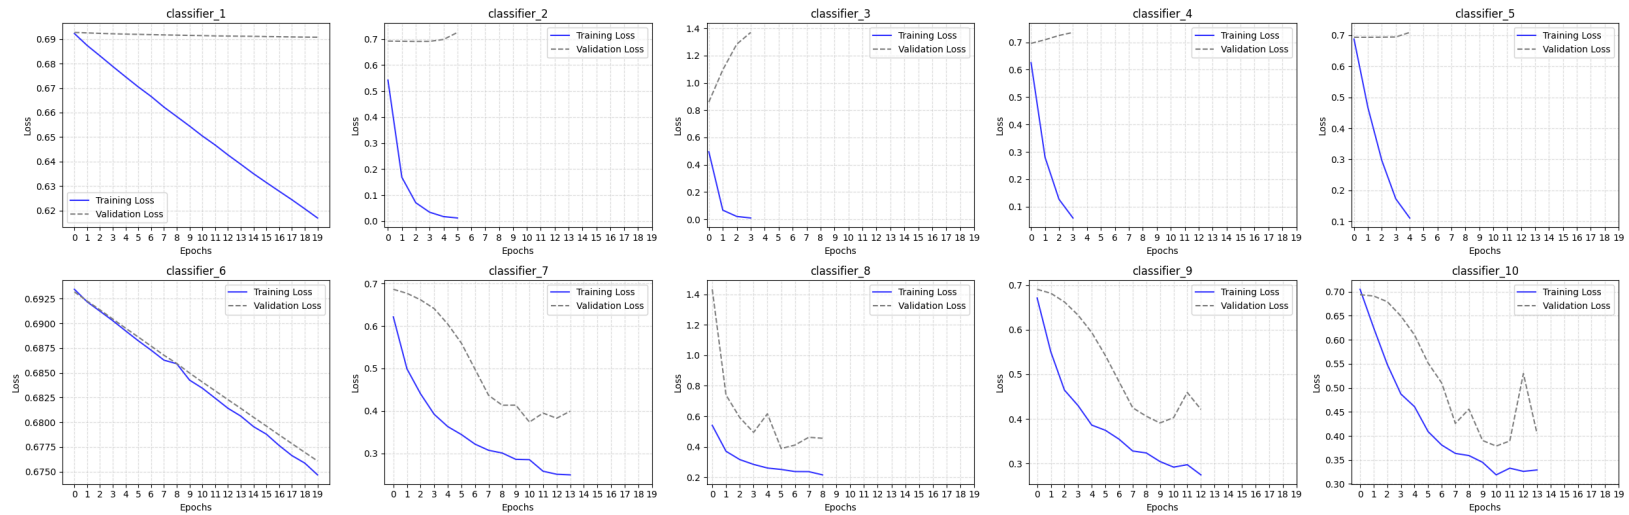 classifier_1
0.69
0.68
0.67
0.66
0.65
0.64
0.63
0.62
Loss
Training Loss
Validation Loss
0 1 2 3 4 5 6 7 8 9 10 11 12 13 14 15 16 17 18 19
Epochs
classifier_2
0.7
0.6
0.5
0.4
0.3
0.2
0.1
0.0
Loss
Training Loss
Validation Loss
0 1 2 3 4 5 6 7 8 9 10 11 12 13 14 15 16 17 18 19
Epochs
classifier_3
1.4
1.2
1.0
0.8
0.6
0.4
0.2
0.0
Loss
Training Loss
Validation Loss
0 1 2 3 4 5 6 7 8 9 10 11 12 13 14 15 16 17 18 19
Epochs
classifier_4
0.7
0.6
0.5
0.4
0.3
0.2
0.1
Loss
Training Loss
Validation Loss
0 1 2 3 4 5 6 7 8 9 10 11 12 13 14 15 16 17 18 19
Epochs
classifier_5
0.7
0.6
0.5
0.4
0.3
0.2
0.1
Loss
Training Loss
Validation Loss
0 1 2 3 4 5 6 7 8 9 10 11 12 13 14 15 16 17 18 19
Epochs
classifier_6
0.6925
0.6900
0.6875
0.6850
0.6825
0.6800
0.6775
0.6750
Loss
Training Loss
Validation Loss
0 1 2 3 4 5 6 7 8 9 10 11 12 13 14 15 16 17 18 19
Epochs
classifier_7
0.7
0.6
0.5
0.4
0.3
Loss
Training Loss
Validation Loss
0 1 2 3 4 5 6 7 8 9 10 11 12 13 14 15 16 17 18 19
Epochs
classifier_8
1.4
1.2
1.0
0.8
0.6
0.4
0.2
Loss
Training Loss
Validation Loss
0 1 2 3 4 5 6 7 8 9 10 11 12 13 14 15 16 17 18 19
Epochs
classifier_9
0.7
0.6
0.5
0.4
0.3
Loss
Training Loss
Validation Loss
0 1 2 3 4 5 6 7 8 9 10 11 12 13 14 15 16 17 18 19
Epochs
classifier_10
0.70
0.65
0.60
0.55
0.50
0.45
0.40
0.35
0.30
Loss
Training Loss
Validation Loss
0 1 2 3 4 5 6 7 8 9 10 11 12 13 14 15 16 17 18 19
Epochs